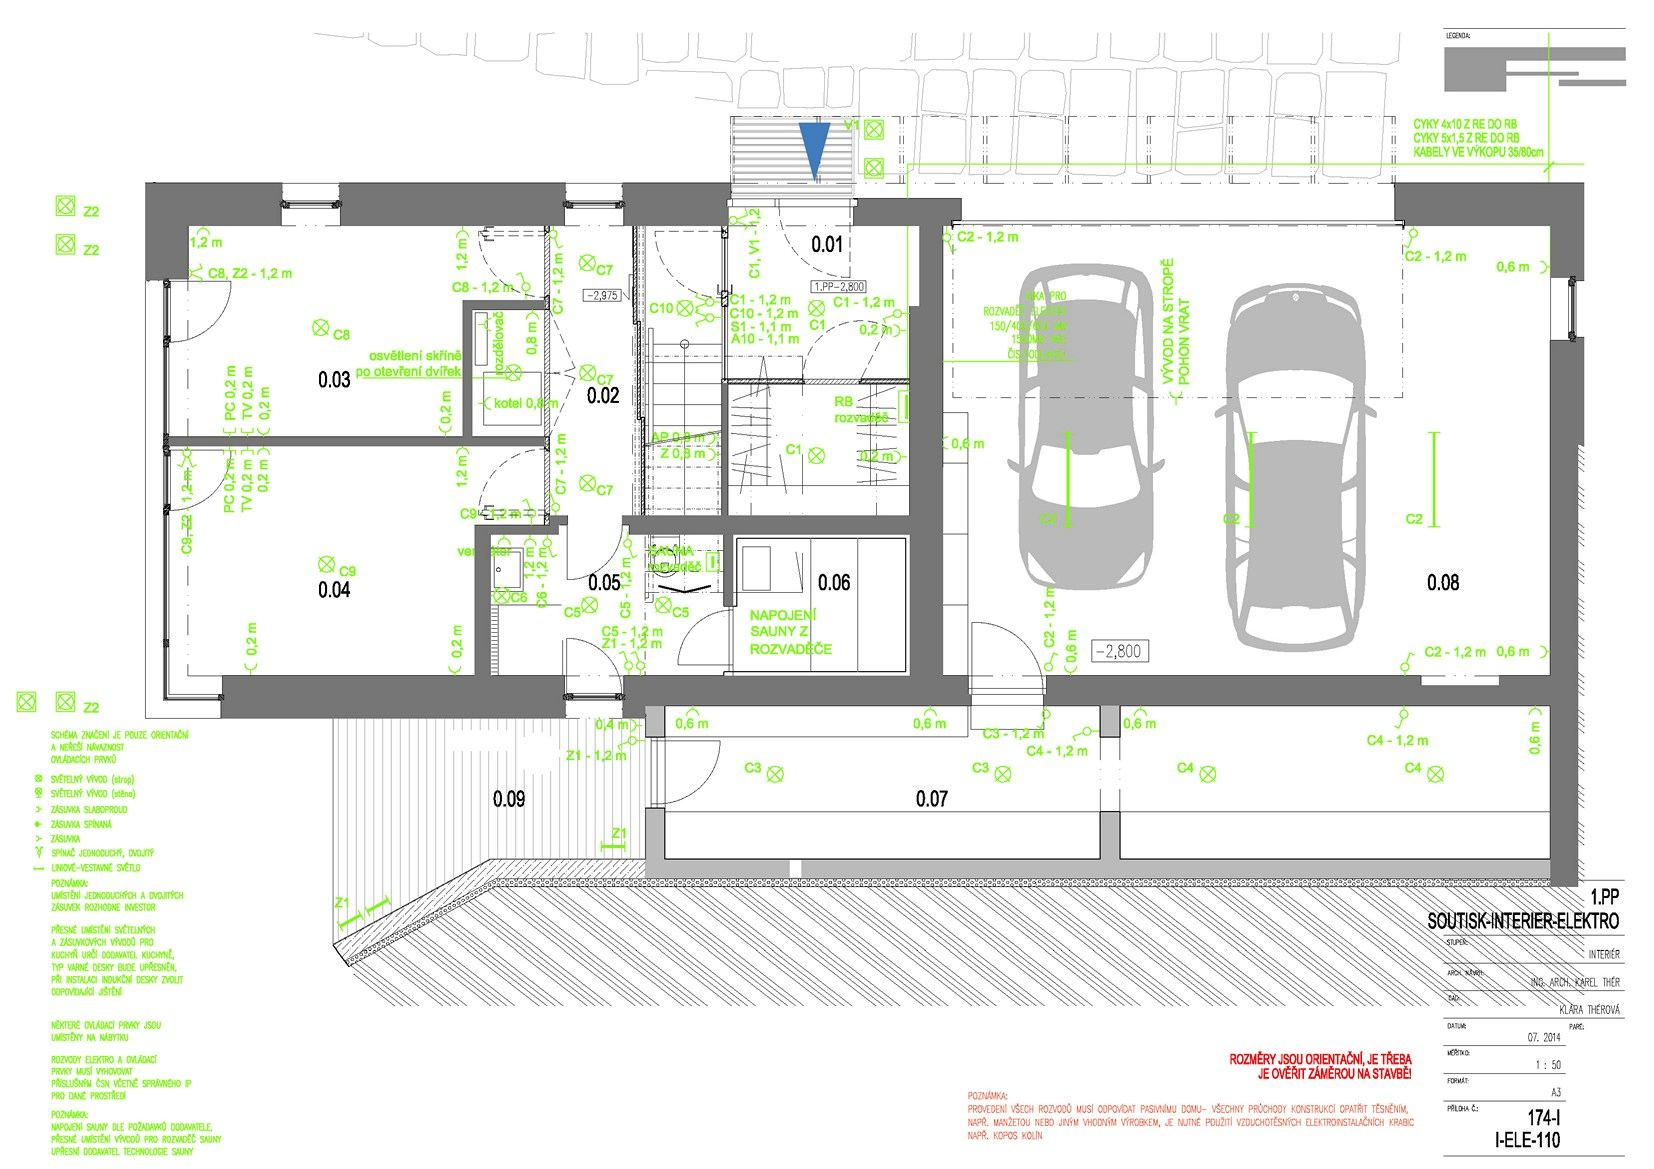 LEGENDA:
CYKY 4x10 Z RE DO RB
CYKY 5x1,5 Z RE DO RB
KABELY VE VÝKOPU 35/80cm
V1
Z2
Z2
1,2 m
C8, Z2 - 1,2 m
1,2 m
C8 - 1,2 m
C8
0.03
osvětlení skříně
po otevření dvířek
PC 0,2 m
TV 0,2 m
0,2 m
0,2 m
rozdělovač
0,8 m
kotel 0,8 m
C7 - 1,2 m
C7
-2,975
C7
0.02
C7 - 1,2 m
C7
C10
C1, V1 - 1,2
0.01
1.PP-2,800
C1 - 1,2 m
C10 - 1,2 m
S1 - 1,1 m
A10 - 1,1 m
C1 - 1,2 m
C1
0,2 m
AP 0,8 m
Z 0,8 m
RB
rozvaděč
C1
0,2 m
C2 - 1,2 m
C2 - 1,2 m
0,6 m
ROZVADĚČ
VÝVOD NA STROPĚ
POHON VRAT
0,6 m
C2
C2
C2
0.08
-2,800
C2 - 1,2 m
0,6 m
C2 - 1,2 m
0,6 m
PC 0,2 m
TV 0,2 m
0,2 m
1,2 m
C9, Z2 - 1,2 m
C9 - 1,2 m
C9
0.04
0,2 m
0,2 m
1,2 m
C6 - 1,2 m
C6
0.05
C5
C5 - 1,2 m
C5
C5 - 1,2 m
Z1 - 1,2 m
SAUNA
rozvaděč
0.06
NAPOJENÍ
SAUNY Z
ROZVADĚČE
Z2
0,4 m
Z1 - 1,2 m
0,6 m
0,6 m
C3 - 1,2 m
C4 - 1,2 m
0,6 m
C4 - 1,2 m
0,6 m
C3
C3
C4
C4
0.09
0.07
Z1
Z1
SCHÉMA ZNAČENÍ JE POUZE ORIENTAČNÍ
A NEŘEŠÍ NÁVAZNOST
OVLÁDACÍCH PRVKŮ
SVĚTELNÝ VÝVOD (strop)
SVĚTELNÝ VÝVOD (stěna)
ZÁSUVKA SLABOPROUD
ZÁSUVKA SPÍNANÁ
ZÁSUVKA
SPÍNAČ JEDNODUCHÝ, DVOJITÝ
LINIOVÉ-VESTAVNÉ SVĚTLO
POZNÁMKA:
UMÍSTĚNÍ JEDNODUCHÝCH A DVOJITÝCH
ZÁSUVEK ROZHODNE INVESTOR
PŘESNÉ UMÍSTĚNÍ SVĚTELNÝCH
A ZÁSUVKOVÝCH VÝVODŮ PRO
KUCHYŇ URČÍ DODAVATEL KUCHYNĚ,
TYP VARNÉ DESKY BUDE UPŘESNĚN,
PŘI INSTALACI INDUKČNÍ DESKY ZVOLIT
ODPOVÍDAJÍCÍ JIŠTĚNÍ
NĚKTERÉ OVLÁDACÍ PRVKY JSOU
UMÍSTĚNY NA NÁBYTKU
ROZVODY ELEKTRO A OVLÁDACÍ
PRVKY MUSÍ VYHOVOVAT
PŘÍSLUŠNÝM ČSN VČETNĚ SPRÁVNÉHO IP
PRO DANÉ PROSTŘEDÍ
POZNÁMKA:
NAPOJENÍ SAUNY DLE POŽADAVKŮ DODAVATELE,
PŘESNÉ UMÍSTĚNÍ VÝVODŮ PRO ROZVADĚČ SAUNY
UPŘESNÍ DODAVATEL TECHNOLOGIE SAUNY
ROZMĚRY JSOU ORIENTAČNÍ, JE TŘEBA
JE OVĚŘIT ZÁMĚROU NA STAVBĚ!
POZNÁMKA:
PROVEDENÍ VŠECH ROZVODŮ MUSÍ ODPOVÍDAT PASIVNÍMU DOMU- VŠECHNY PRŮCHODY KONSTRUKCÍ OPATŘIT TĚSNĚNÍM,
NAPŘ. MANŽETOU NEBO JINÝM VHODNÝM VÝROBKEM, JE NUTNÉ POUŽITÍ VZDUCHOTĚSNÝCH ELEKTROINSTALAČNÍCH KRABIC
NAPŘ. KOPOS KOLÍN
1.PP
SOUTISK-INTERIER-ELEKTRO
STUPEŇ:
INTERIÉR
ARCH. NÁVRH:
ING. ARCH. KAREL THÉR
CAD:
KLÁRA THÉROVÁ
DATUM:
PARÉ:
07. 2014
MĚŘÍTKO:
1 : 50
FORMÁT:
A3
PŘÍLOHA Č.:
174-I
I-ELE-110